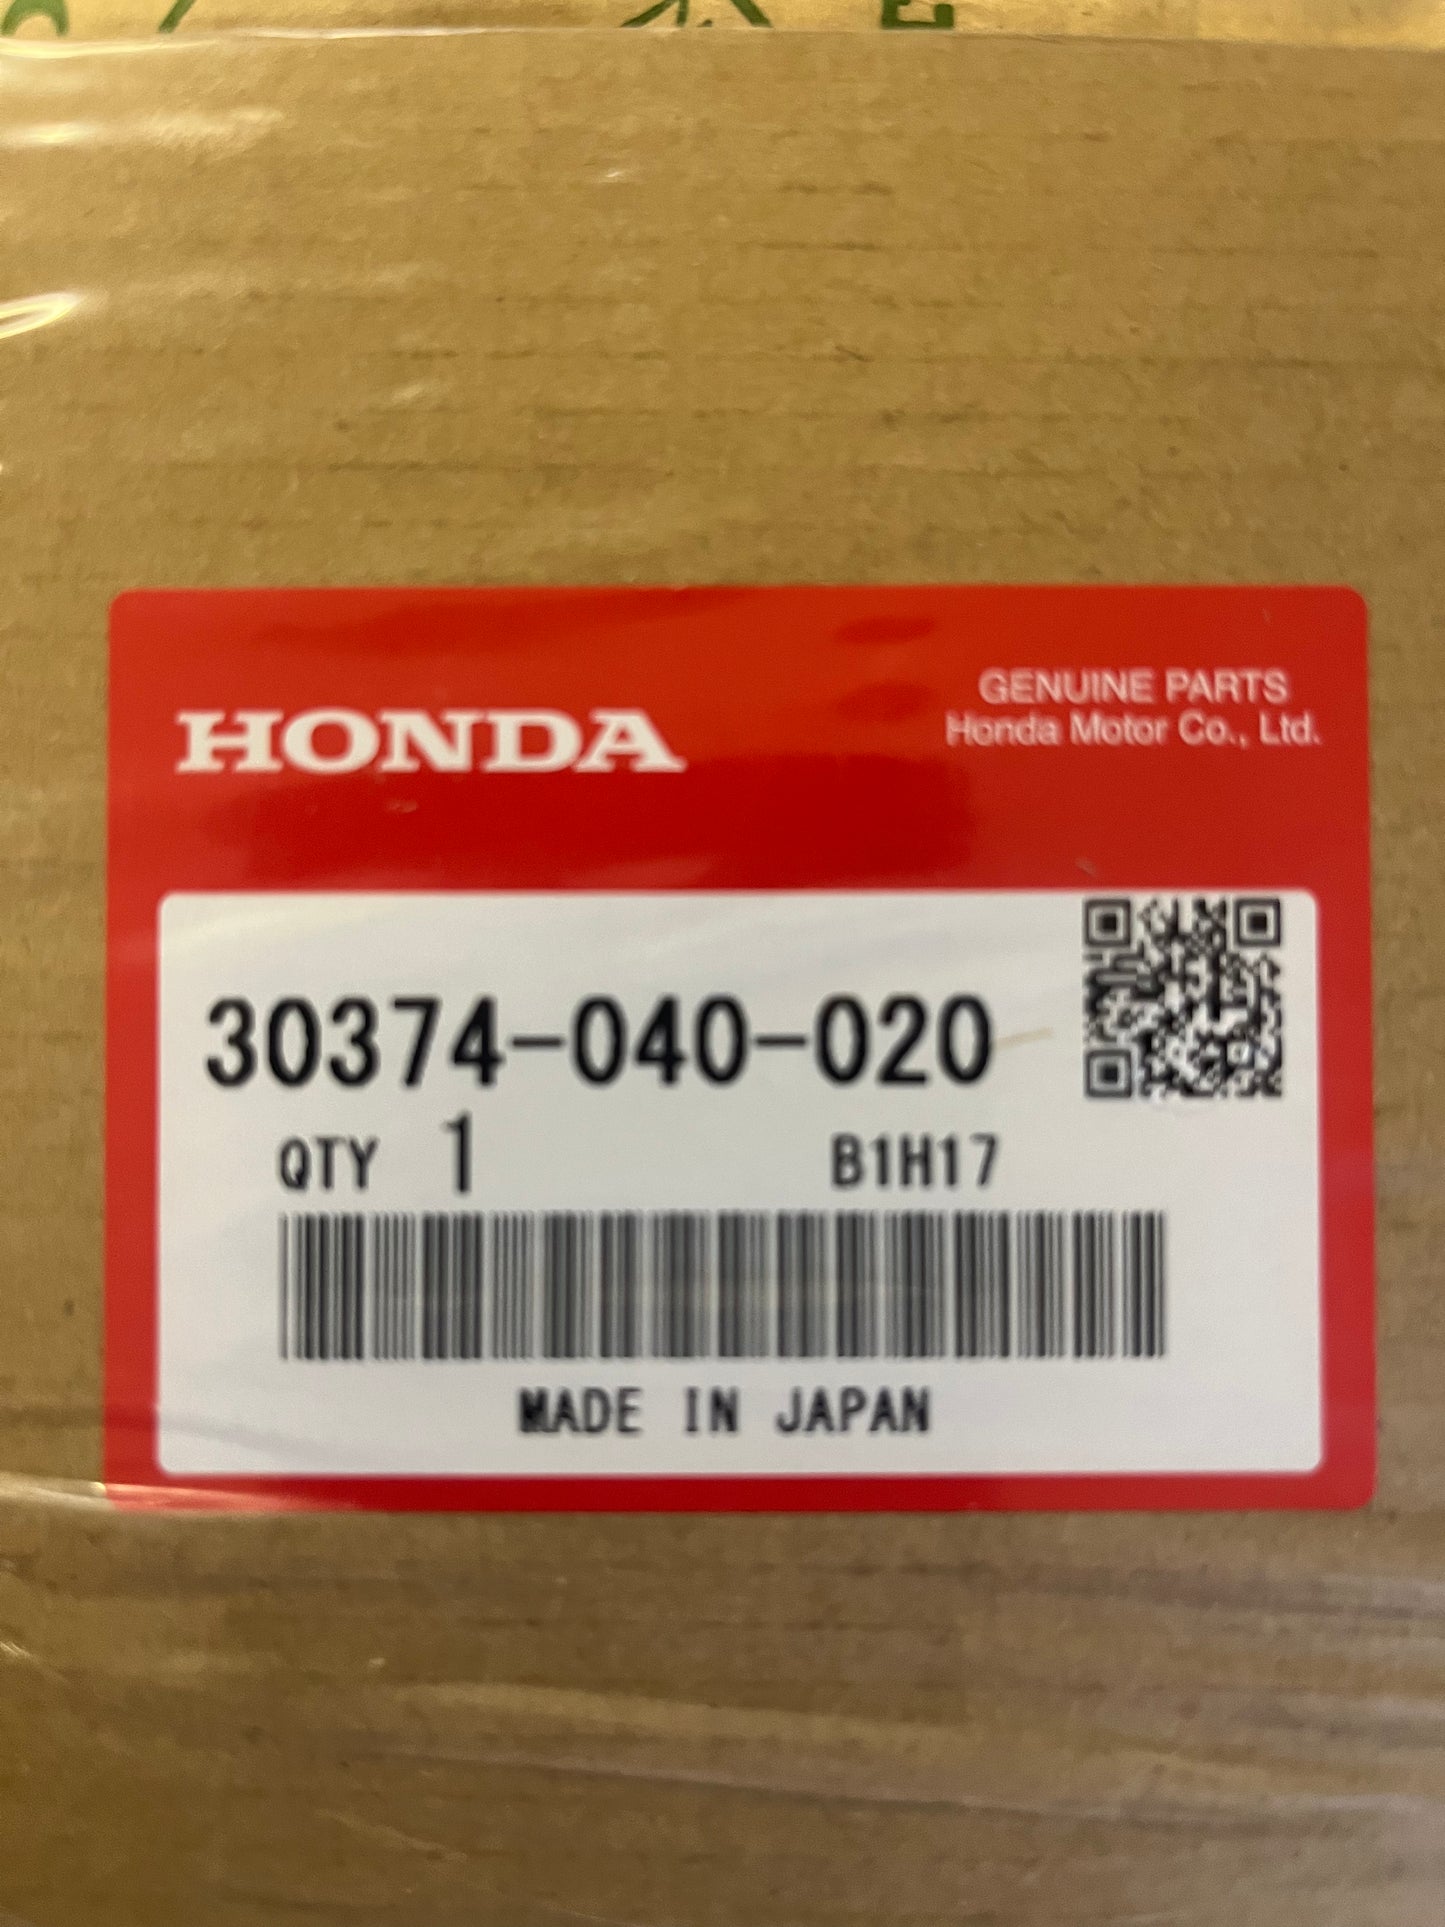 HONDA
GENUINE PARTS
Honda Motor Co., Ltd.
30374-040-020
QTY 1 B1H17
MADE IN JAPAN